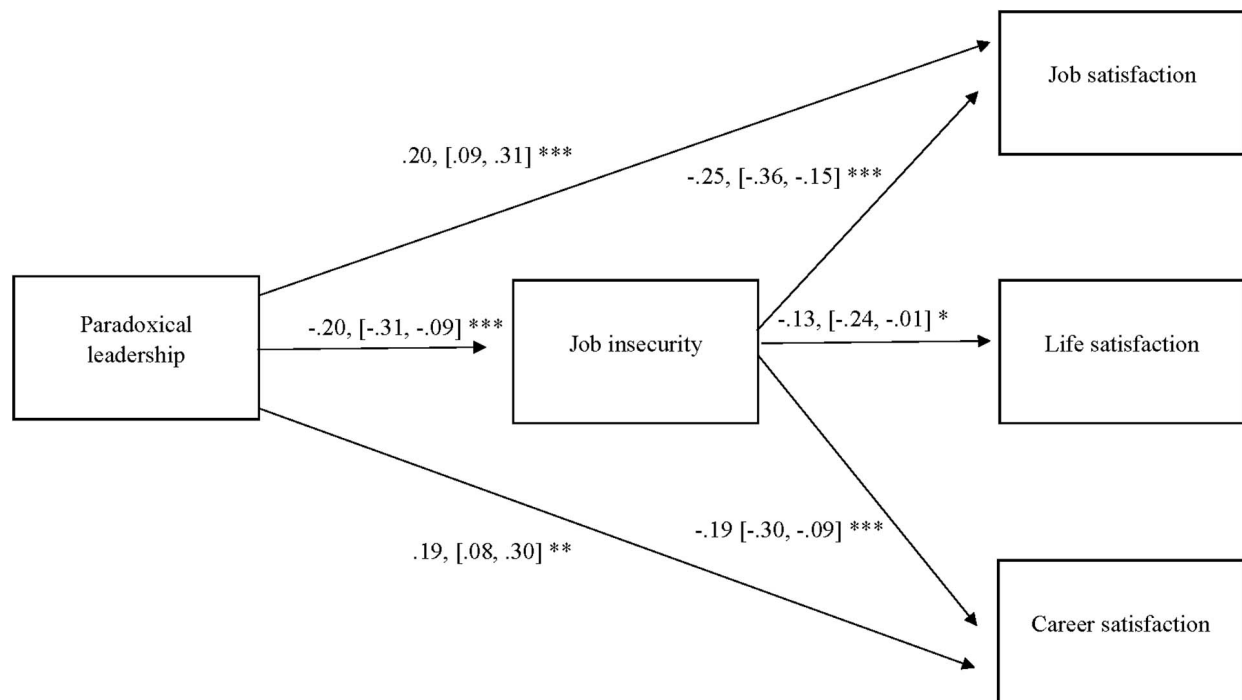 Job satisfaction
.20, [.09, .31] ***
-.25, [-.36, -.15] ***
Paradoxical
leadership
-.20, [-.31, -.09] ***
Job insecurity
-.13, [-.24, -.01] *
Life satisfaction
.19, [.08, .30] **
-.19 [-.30, -.09] ***
Career satisfaction